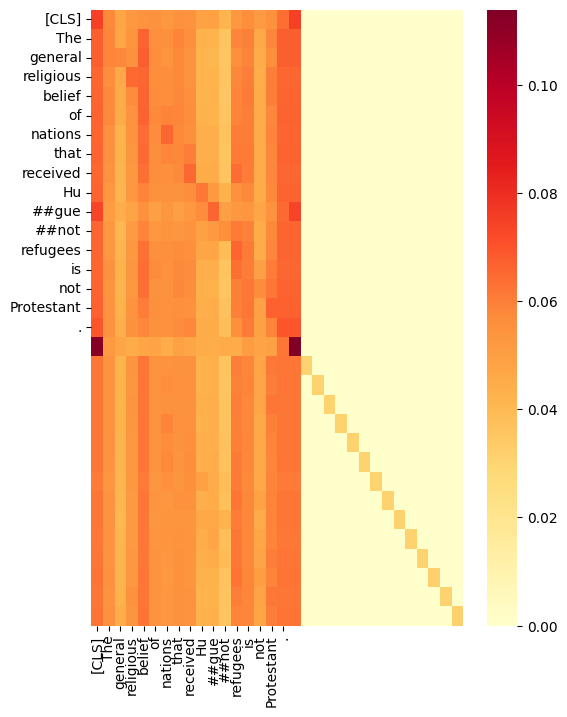 [CLS]
The
general
religious
belief
of
nations
that
received
Hu
##gue
##not
refugees
is
not
Protestant
.
0.10
0.08
0.06
0.04
0.02
0.00
[CLS]
The
general
religious
belief
of
nations
that
received
Hu
##gue
##not
refugees
is
not
Protestant
.